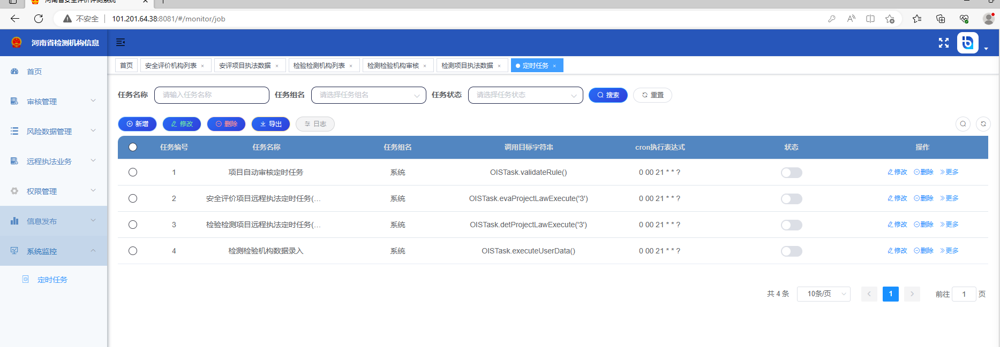 河南省安全评价评测系统
不安全 101.201.64.38:8081/#/monitor/job
河南省检测机构信息
首页 安全评价机构列表 × 安评项目执法数据 × 检验检测机构列表 × 检测检验机构审核 × 检测项目执法数据 × 定时任务 ×
首页
审核管理
风险数据管理
远程执法业务
权限管理
信息发布
系统监控
定时任务
任务名称 请输入任务名称 任务组名 请选择任务组名 任务状态 请选择任务状态 搜索 重置
新增 修改 删除 导出 日志
任务编号 任务名称 任务组名 调用目标字符串 cron执行表达式 状态 操作
1 项目自动审核定时任务 系统 OISTask.validateRule() 0 00 21 * * ? 修改 删除 更多
2 安全评价项目远程执法定时任务(... 系统 OISTask.evaProjectLawExecute('3') 0 00 21 * * ? 修改 删除 更多
3 检验检测项目远程执法定时任务(... 系统 OISTask.detProjectLawExecute('3') 0 00 21 * * ? 修改 删除 更多
4 检测检验机构数据录入 系统 OISTask.executeUserData() 0 00 21 * * ? 修改 删除 更多
共 4 条 10条/页 1 前往 1 页